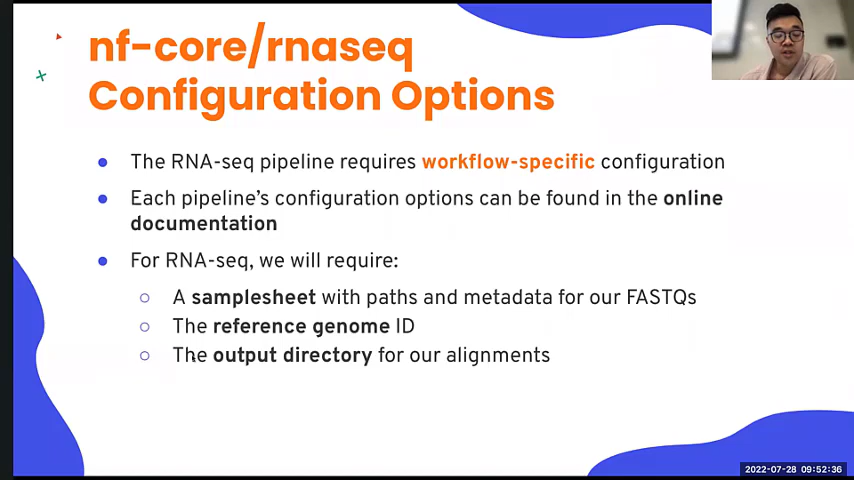 nf-core/rnaseq
Configuration Options
The RNA-seq pipeline requires workflow-specific configuration
Each pipeline's configuration options can be found in the online
documentation
For RNA-seq, we will require:
A samplesheet with paths and metadata for our FASTQs
The reference genome ID
The output directory for our alignments
2022-07-28 09:52:36